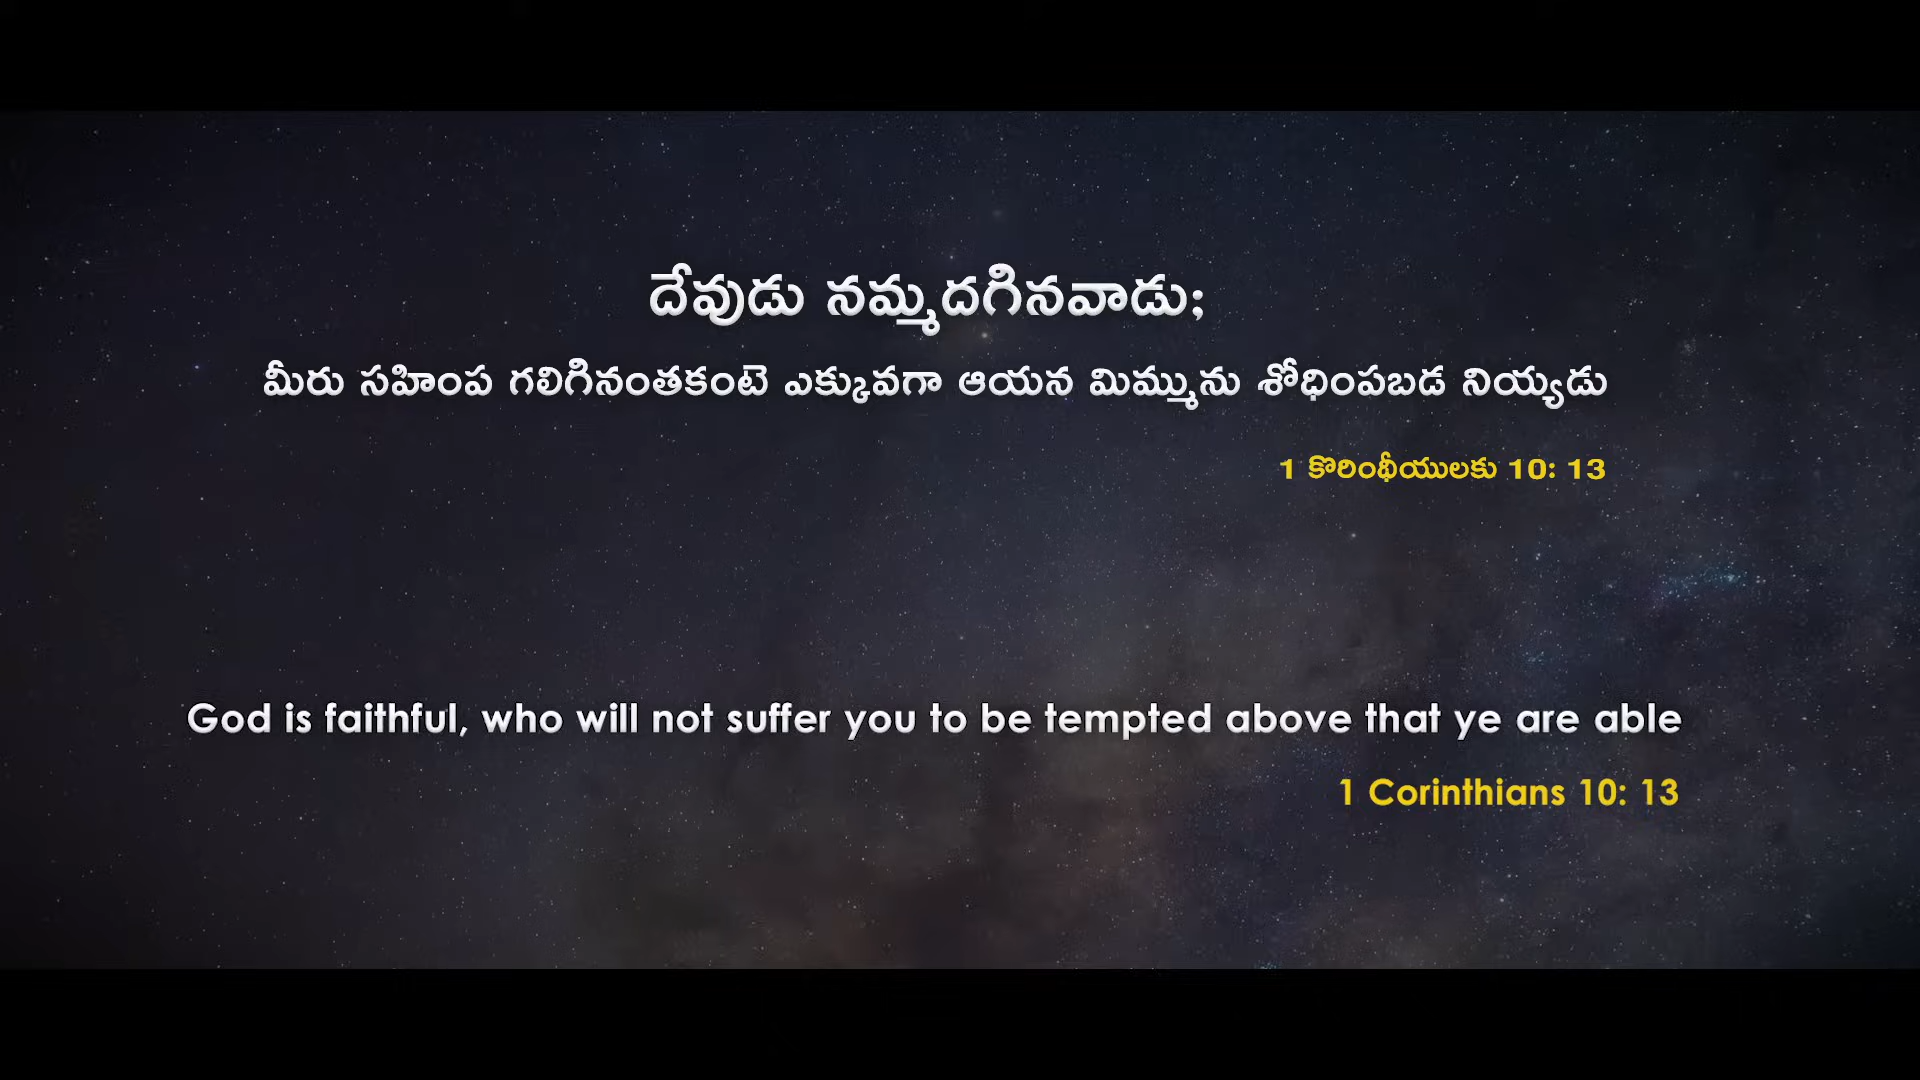 దేవుడు నమ్మదగినవాడు;
మీరు సహింప గలిగినంతకంటె ఎక్కువగా ఆయన మిమ్మును శోధింపబడ నియ్యడు
1 కొరింథీయులకు 10: 13
God is faithful, who will not suffer you to be tempted above that ye are able
1 Corinthians 10: 13